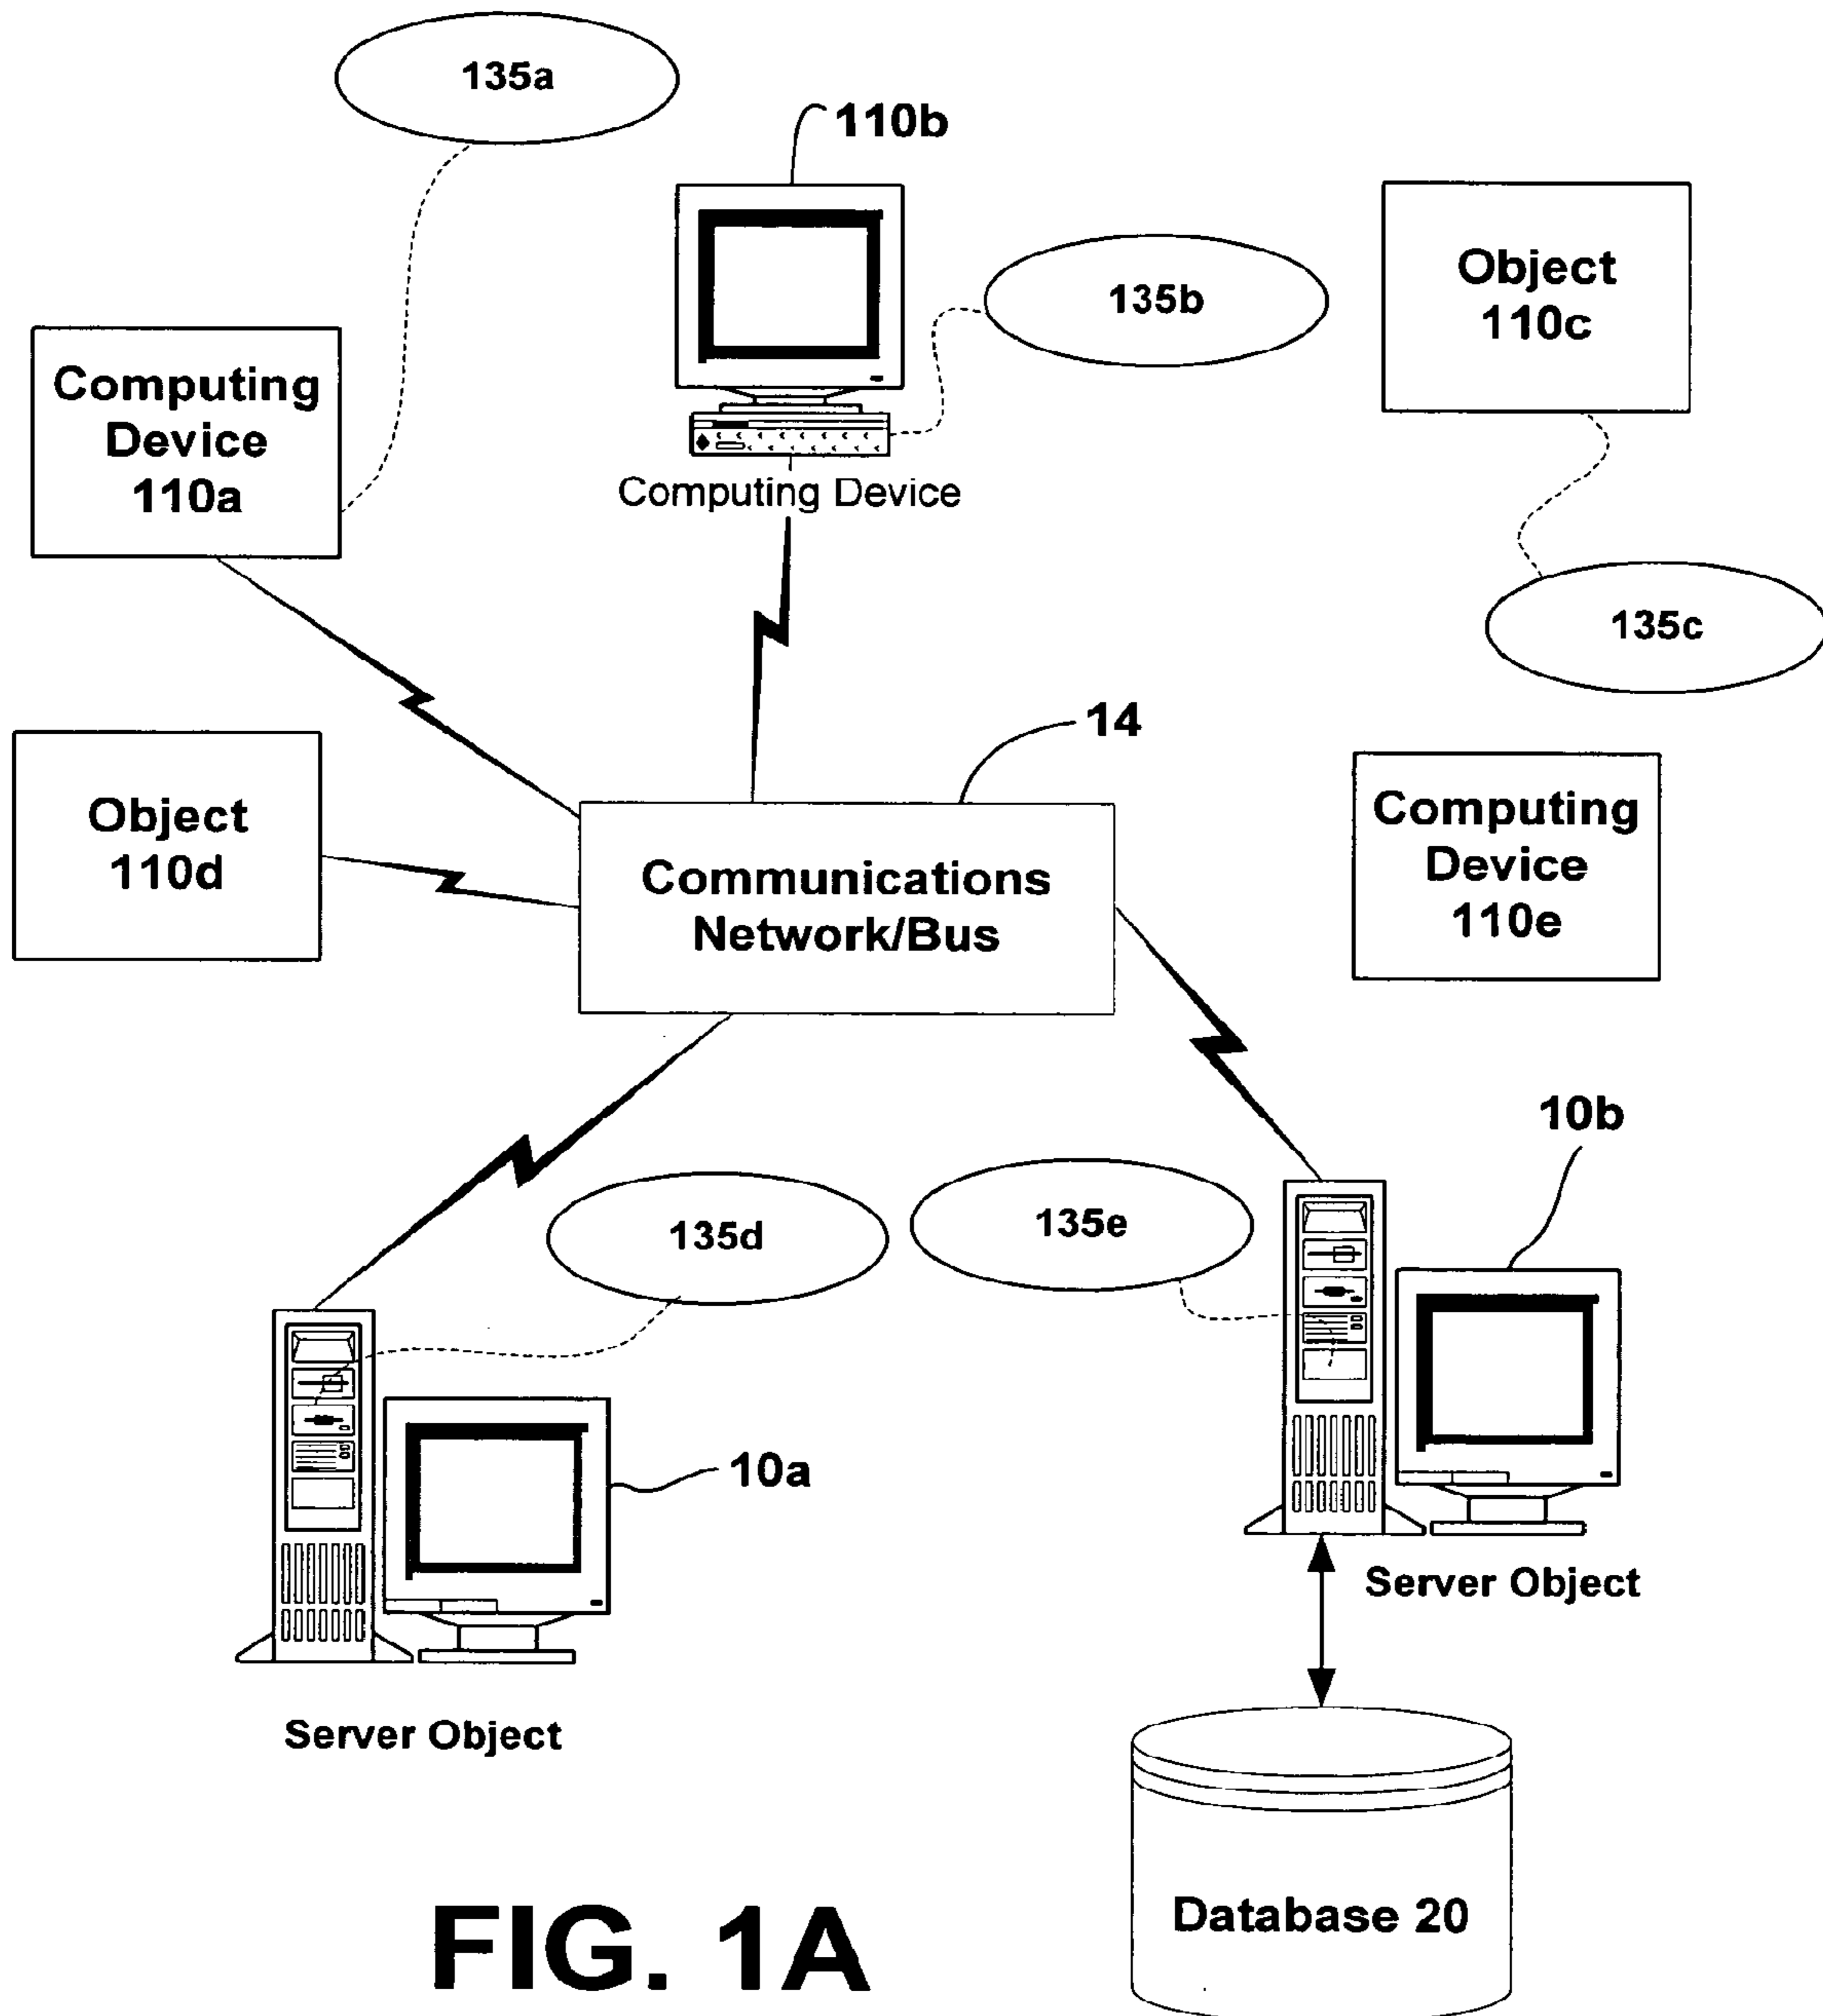 135a
110b
135b
Object
110c
Computing
Device
110a
Computing Device
135c
14
Object
110d
Communications
Network/Bus
Computing
Device
110e
10b
135d
135e
10a
Server Object
Server Object
Database 20
FIG. 1A